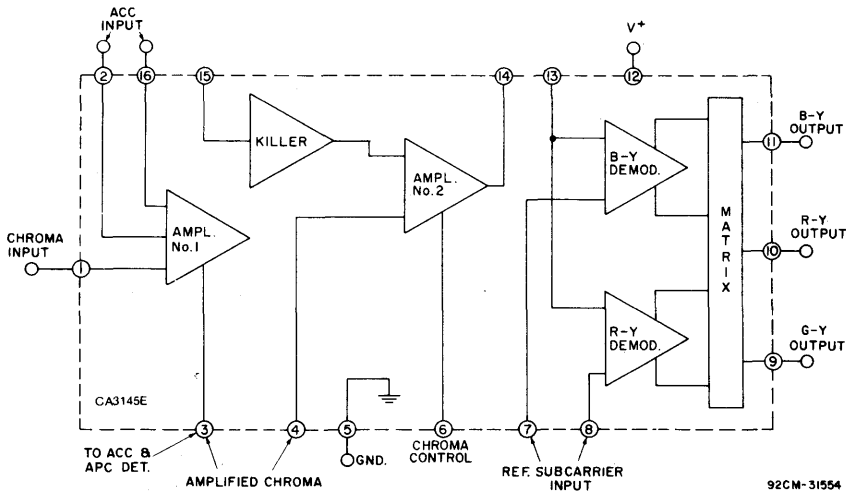 ACC
INPUT
V+
2
16
15
14
13
12
KILLER
B-Y
DEMOD.
B-Y
OUTPUT
11
AMPL.
No.2
AMPL.
No.1
MATRIX
R-Y
OUTPUT
10
CHROMA
INPUT
1
R-Y
DEMOD.
G-Y
OUTPUT
9
CA3145E
3
4
5
6
7
8
TO ACC &
APC DET.
AMPLIFIED CHROMA
GND.
CHROMA
CONTROL
REF. SUBCARRIER
INPUT
92CM-31554